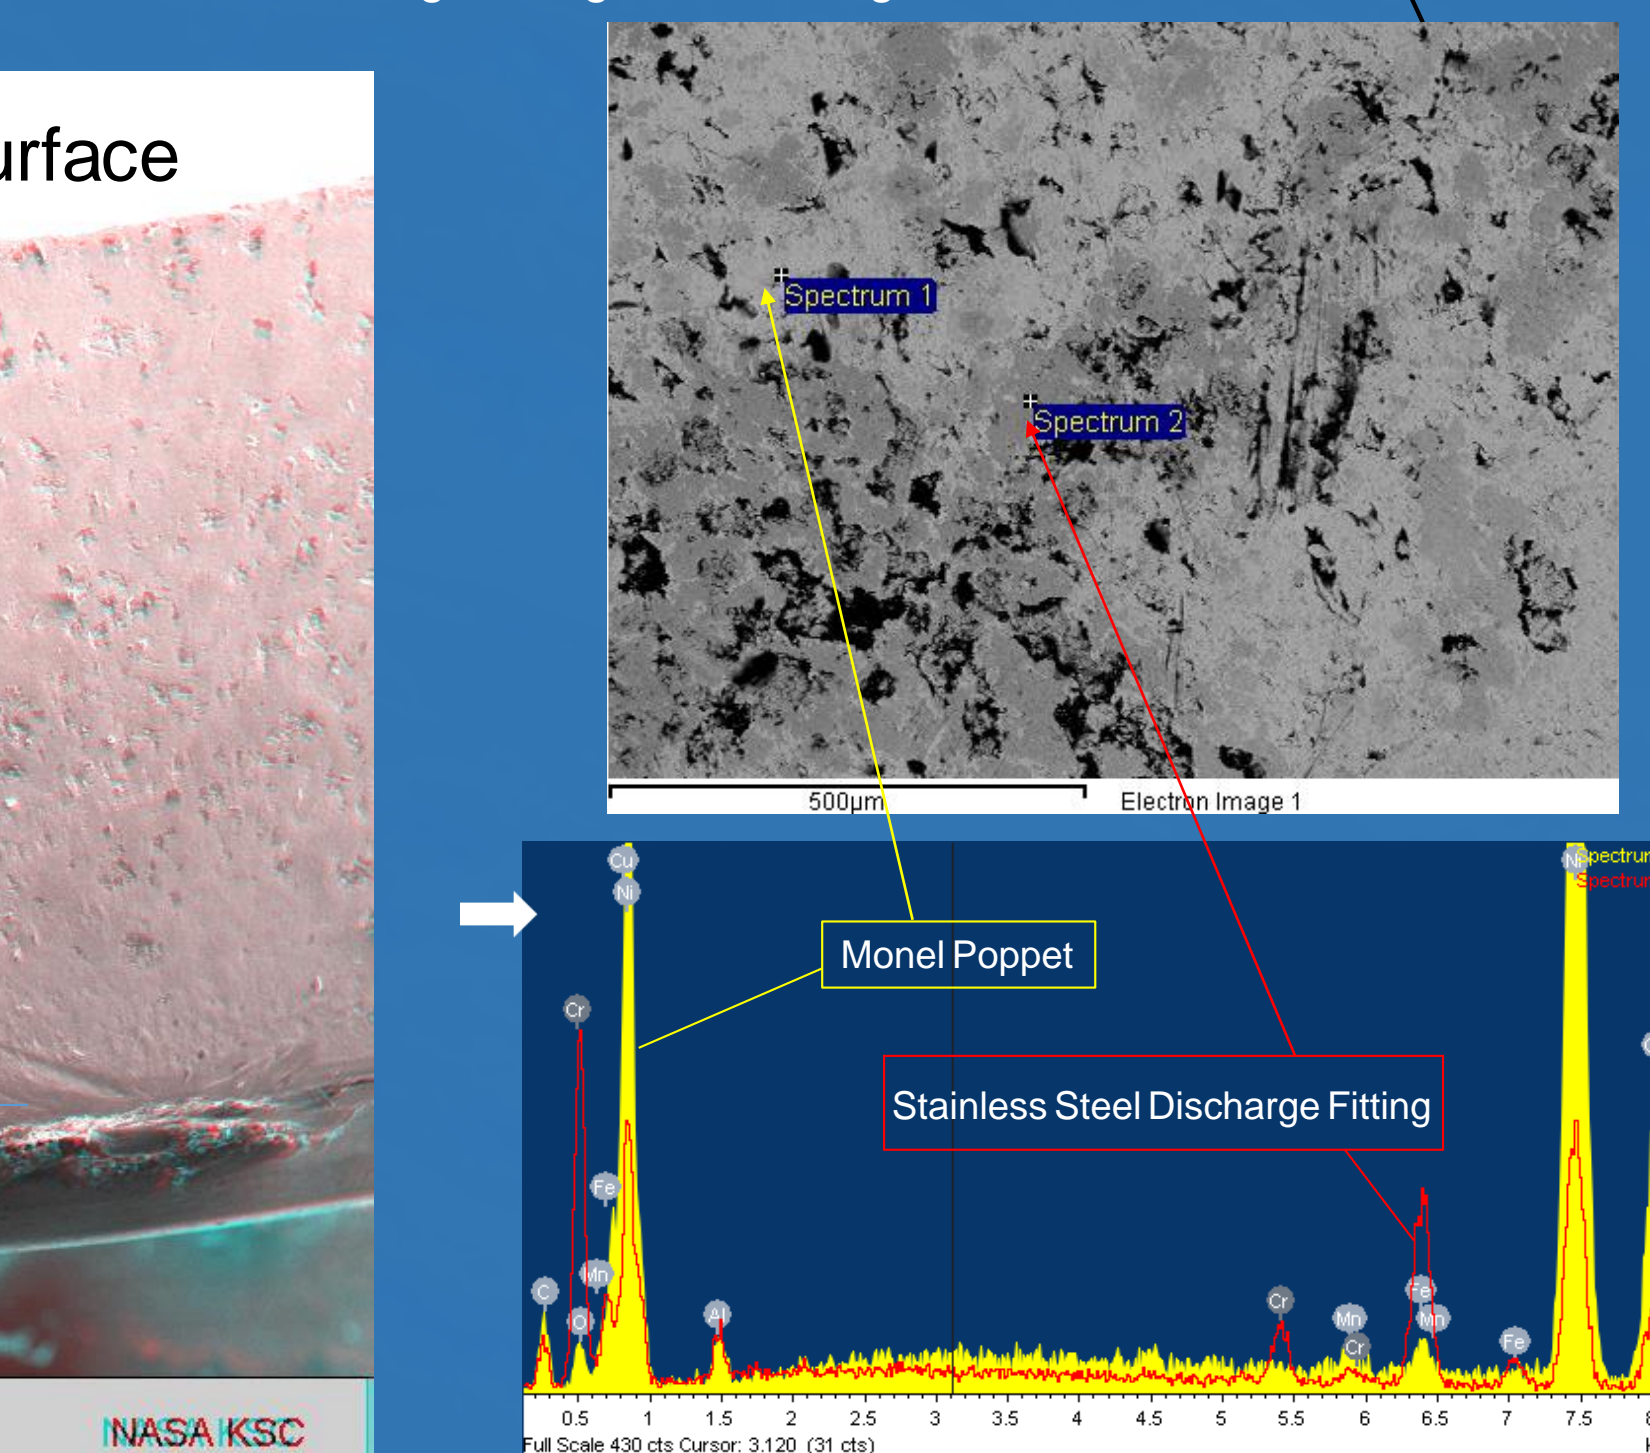 urface
NASA KSC
Spectrum 1
Spectrum 2
500µm
Electron Image 1
Cu
Ni
Ni
Monel Poppet
Cr
Stainless Steel Discharge Fitting
Fe
Mn
C
O
Al
Cr
Mn
Cr
Fe
Mn
Fe
0.5 1 1.5 2 2.5 3 3.5 4 4.5 5 5.5 6 6.5 7 7.5
Full Scale 430 cts Cursor: 3.120 (31 cts)